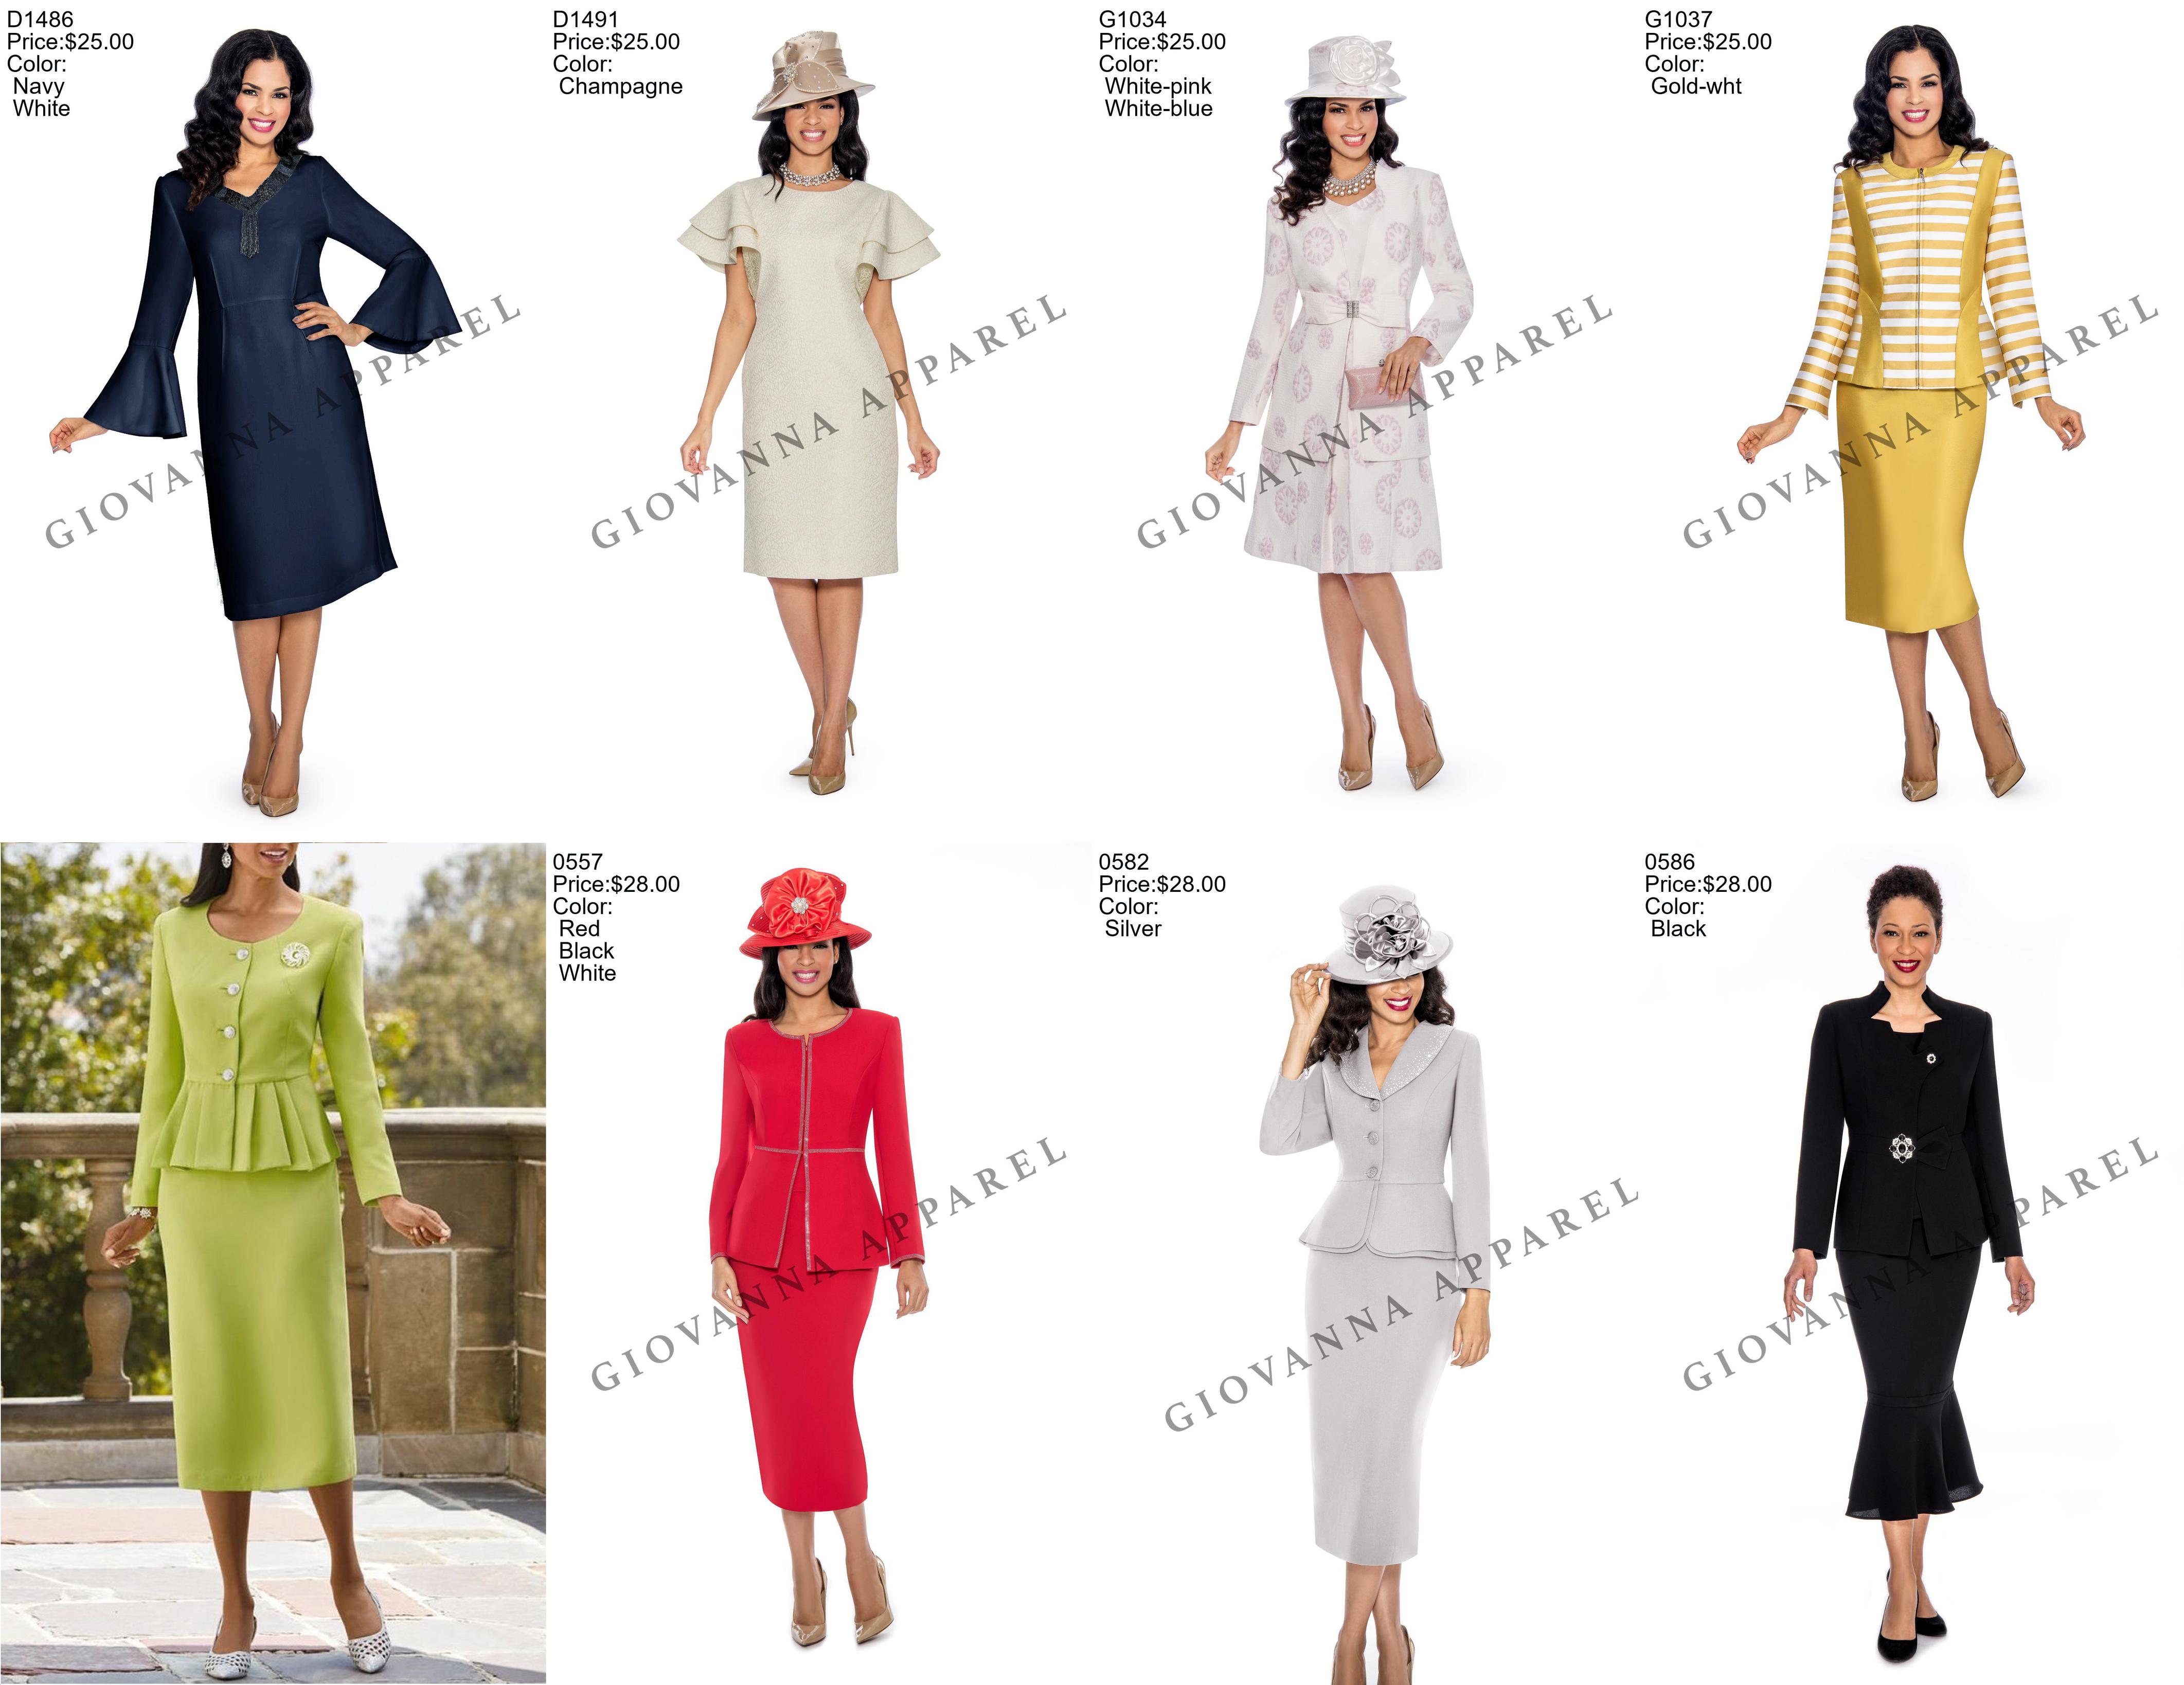 D1486
Price:$25.00
Color:
Navy
White
GIOVANNA APPAREL
D1491
Price:$25.00
Color:
Champagne
GIOVANNA APPAREL
G1034
Price:$25.00
Color:
White-pink
White-blue
GIOVANNA APPAREL
G1037
Price:$25.00
Color:
Gold-wht
GIOVANNA APPAREL
0557
Price:$28.00
Color:
Red
Black
White
GIOVANNA APPAREL
0582
Price:$28.00
Color:
Silver
GIOVANNA APPAREL
0586
Price:$28.00
Color:
Black
GIOVANNA APPAREL